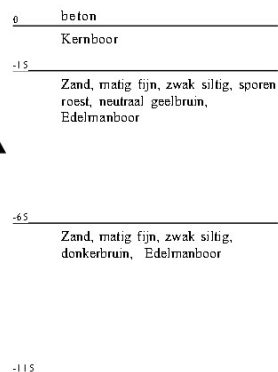 0 beton
Kernboor
-15
Zand, matig fijn, zwak siltig, sporen
roest, neutraal geelbruin,
Edelmanboor
-65
Zand, matig fijn, zwak siltig,
donkerbruin, Edelmanboor
-115